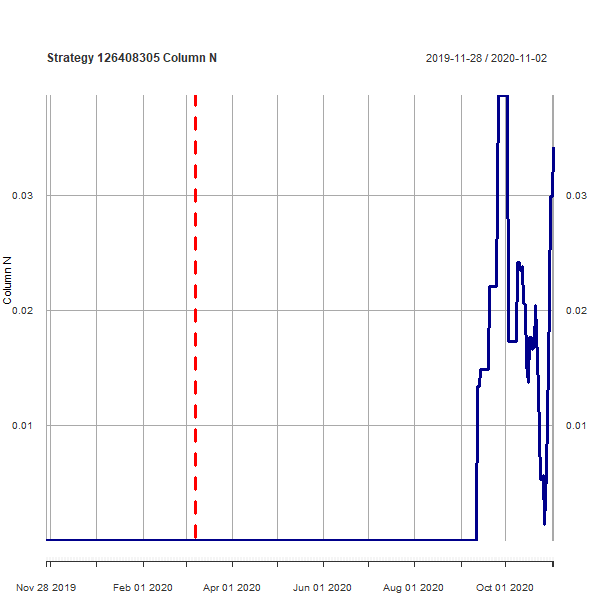 Strategy 126408305 Column N
2019-11-28 / 2020-11-02
Column N
0.03
0.03
0.02
0.02
0.01
0.01
Nov 28 2019
Feb 01 2020
Apr 01 2020
Jun 01 2020
Aug 01 2020
Oct 01 2020